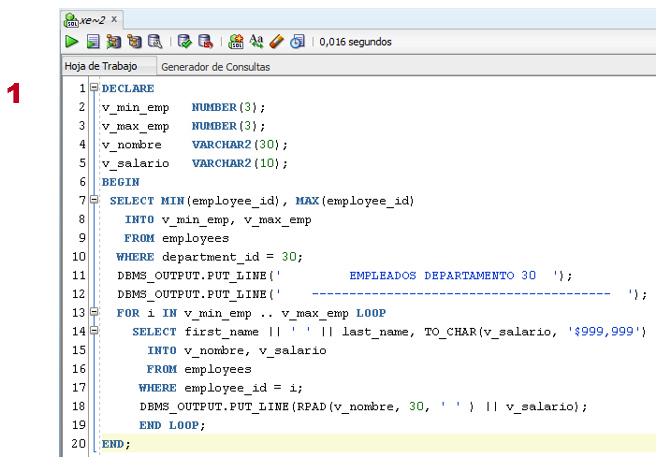 xe~2 x
0,016 segundos
Hoja de Trabajo Generador de Consultas
1
1 DECLARE
2 v_min_emp   NUMBER(3);
3 v_max_emp   NUMBER(3);
4 v_nombre    VARCHAR2(30);
5 v_salario   VARCHAR2(10);
6 BEGIN
7  SELECT MIN(employee_id), MAX(employee_id)
8    INTO v_min_emp, v_max_emp
9    FROM employees
10   WHERE department_id = 30;
11   DBMS_OUTPUT.PUT_LINE('         EMPLEADOS DEPARTAMENTO 30  ');
12   DBMS_OUTPUT.PUT_LINE('    ----------------------------------------  ');
13   FOR i IN v_min_emp .. v_max_emp LOOP
14     SELECT first_name || ' ' || last_name, TO_CHAR(v_salario, '$999,999')
15       INTO v_nombre, v_salario
16       FROM employees
17      WHERE employee_id = i;
18      DBMS_OUTPUT.PUT_LINE(RPAD(v_nombre, 30, ' ' ) || v_salario);
19      END LOOP;
20 END;